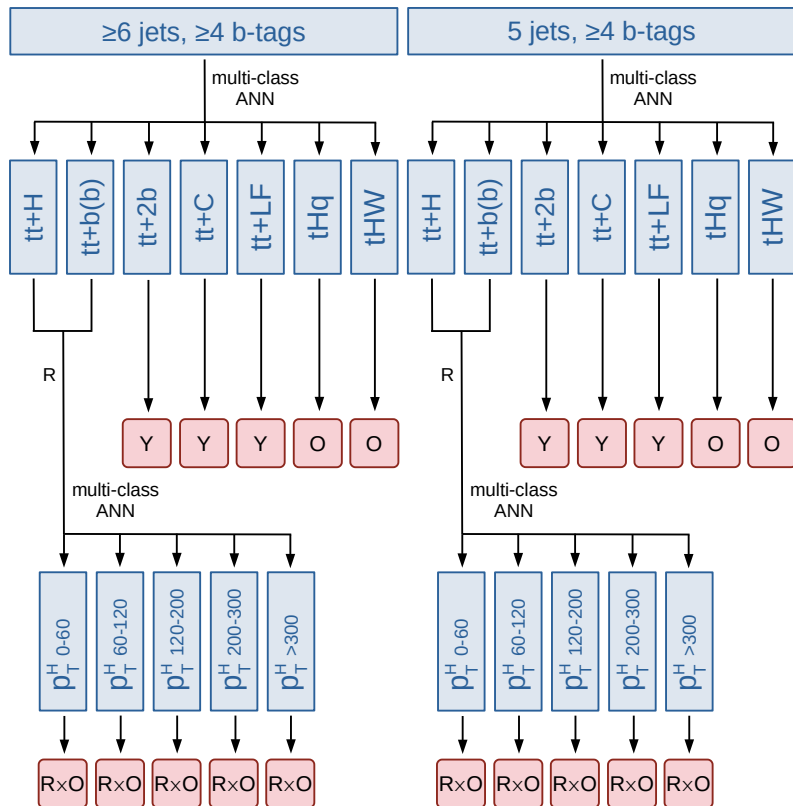 ≥6 jets, ≥4 b-tags
5 jets, ≥4 b-tags
multi-class
ANN
multi-class
ANN
tt+H
tt+b(b)
tt+2b
tt+C
tt+LF
tHq
tHW
tt+H
tt+b(b)
tt+2b
tt+C
tt+LF
tHq
tHW
R
R
Y
Y
Y
O
O
Y
Y
Y
O
O
multi-class
ANN
multi-class
ANN
p_T^H 0-60
p_T^H 60-120
p_T^H 120-200
p_T^H 200-300
p_T^H >300
p_T^H 0-60
p_T^H 60-120
p_T^H 120-200
p_T^H 200-300
p_T^H >300
R×O
R×O
R×O
R×O
R×O
R×O
R×O
R×O
R×O
R×O